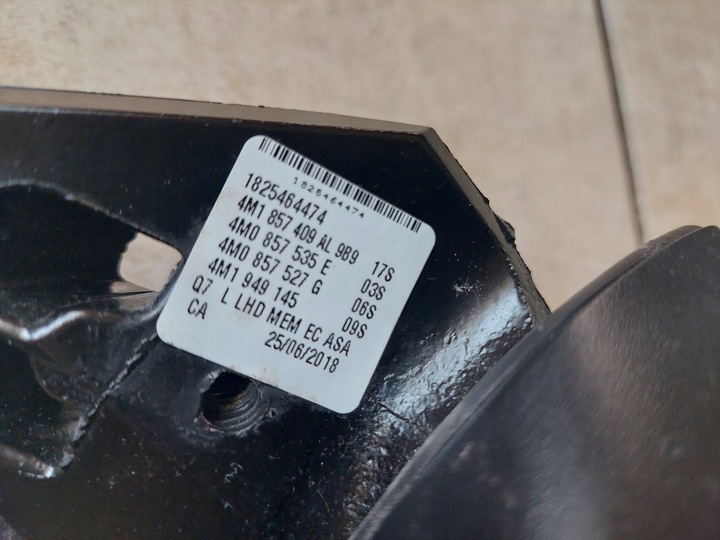 1825464474
1825464474
4M1 857 409 AL 9B9 17S
4M0 857 535 E 03S
4M0 857 527 G 06S
4M1 949 145 09S
Q7 L LHD MEM EC ASA
CA 25/06/2018